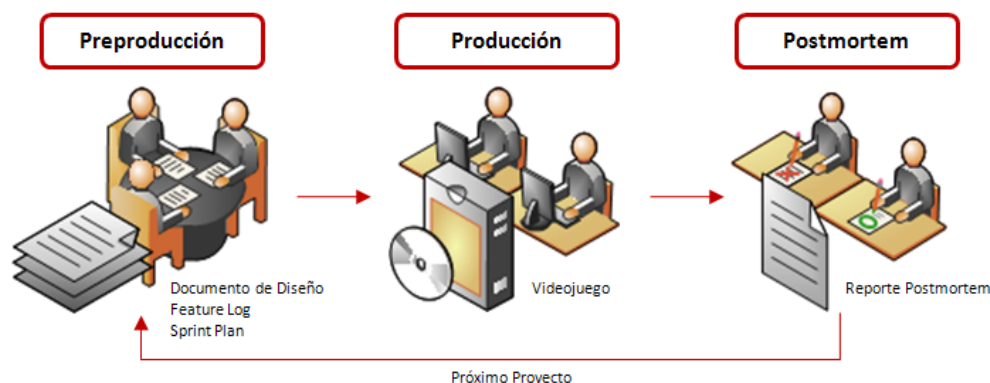 Preproducción
Producción
Postmortem
Documento de Diseño
Feature Log
Sprint Plan
Videojuego
Reporte Postmortem
Próximo Proyecto